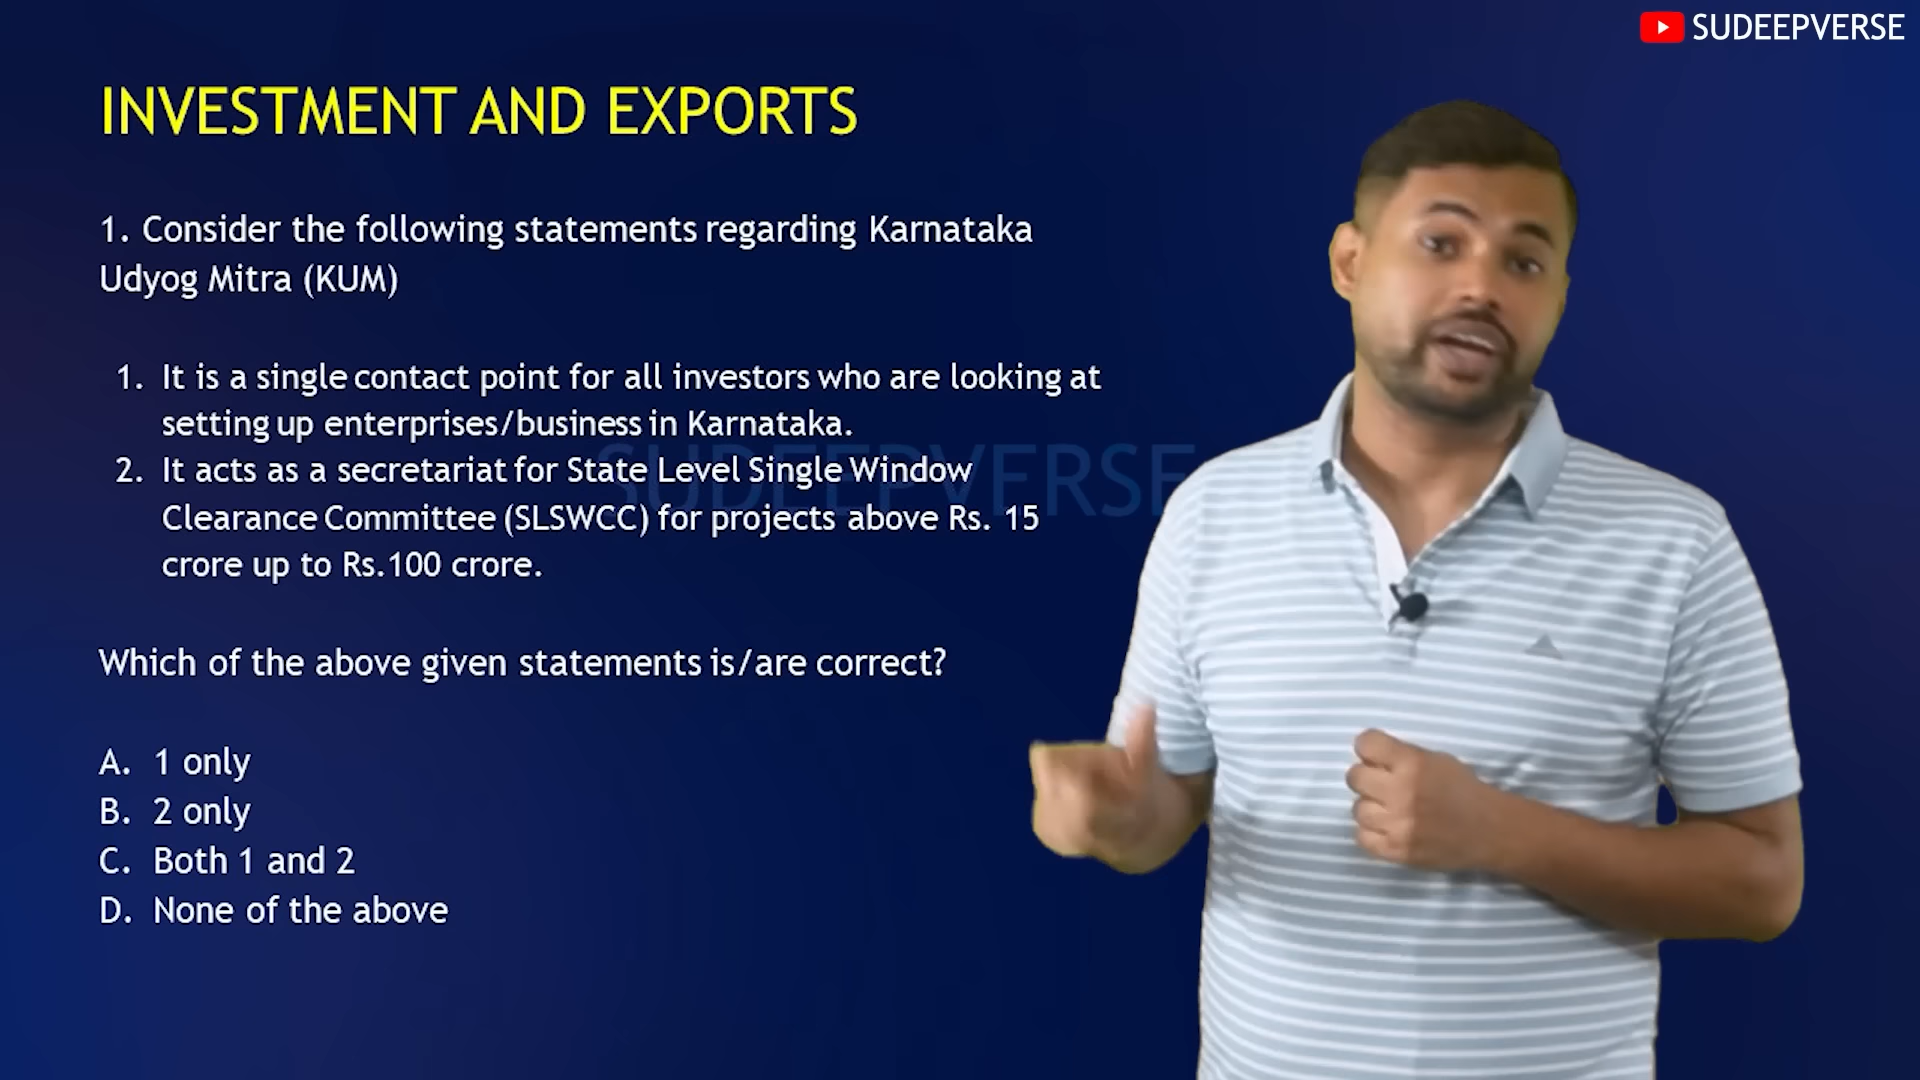 SUDEEPVERSE
INVESTMENT AND EXPORTS
1. Consider the following statements regarding Karnataka
Udyog Mitra (KUM)
1. It is a single contact point for all investors who are looking at
setting up enterprises/business in Karnataka.
2. It acts as a secretariat for State Level Single Window
Clearance Committee (SLSWCC) for projects above Rs. 15
crore up to Rs.100 crore.
SUDEEPVERSE
Which of the above given statements is/are correct?
A. 1 only
B. 2 only
C. Both 1 and 2
D. None of the above